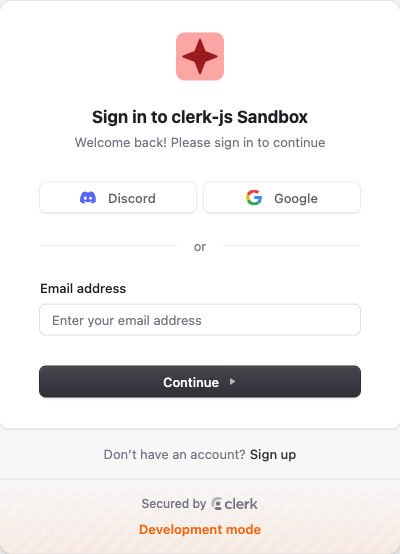 Sign in to clerk-js Sandbox
Welcome back! Please sign in to continue
Discord
Google
or
Email address
Enter your email address
Continue
Don't have an account? Sign up
Secured by clerk
Development mode